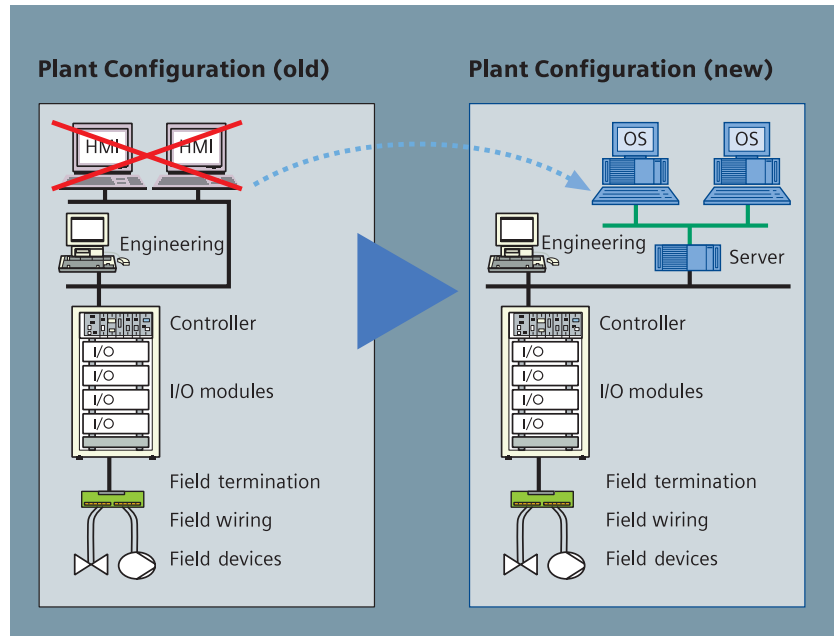 Plant Configuration (old)
HMI
HMI
Engineering
Controller
I/O
I/O
I/O
I/O
I/O modules
Field termination
Field wiring
Field devices
Plant Configuration (new)
OS
OS
Engineering
Server
Controller
I/O
I/O
I/O
I/O
I/O modules
Field termination
Field wiring
Field devices